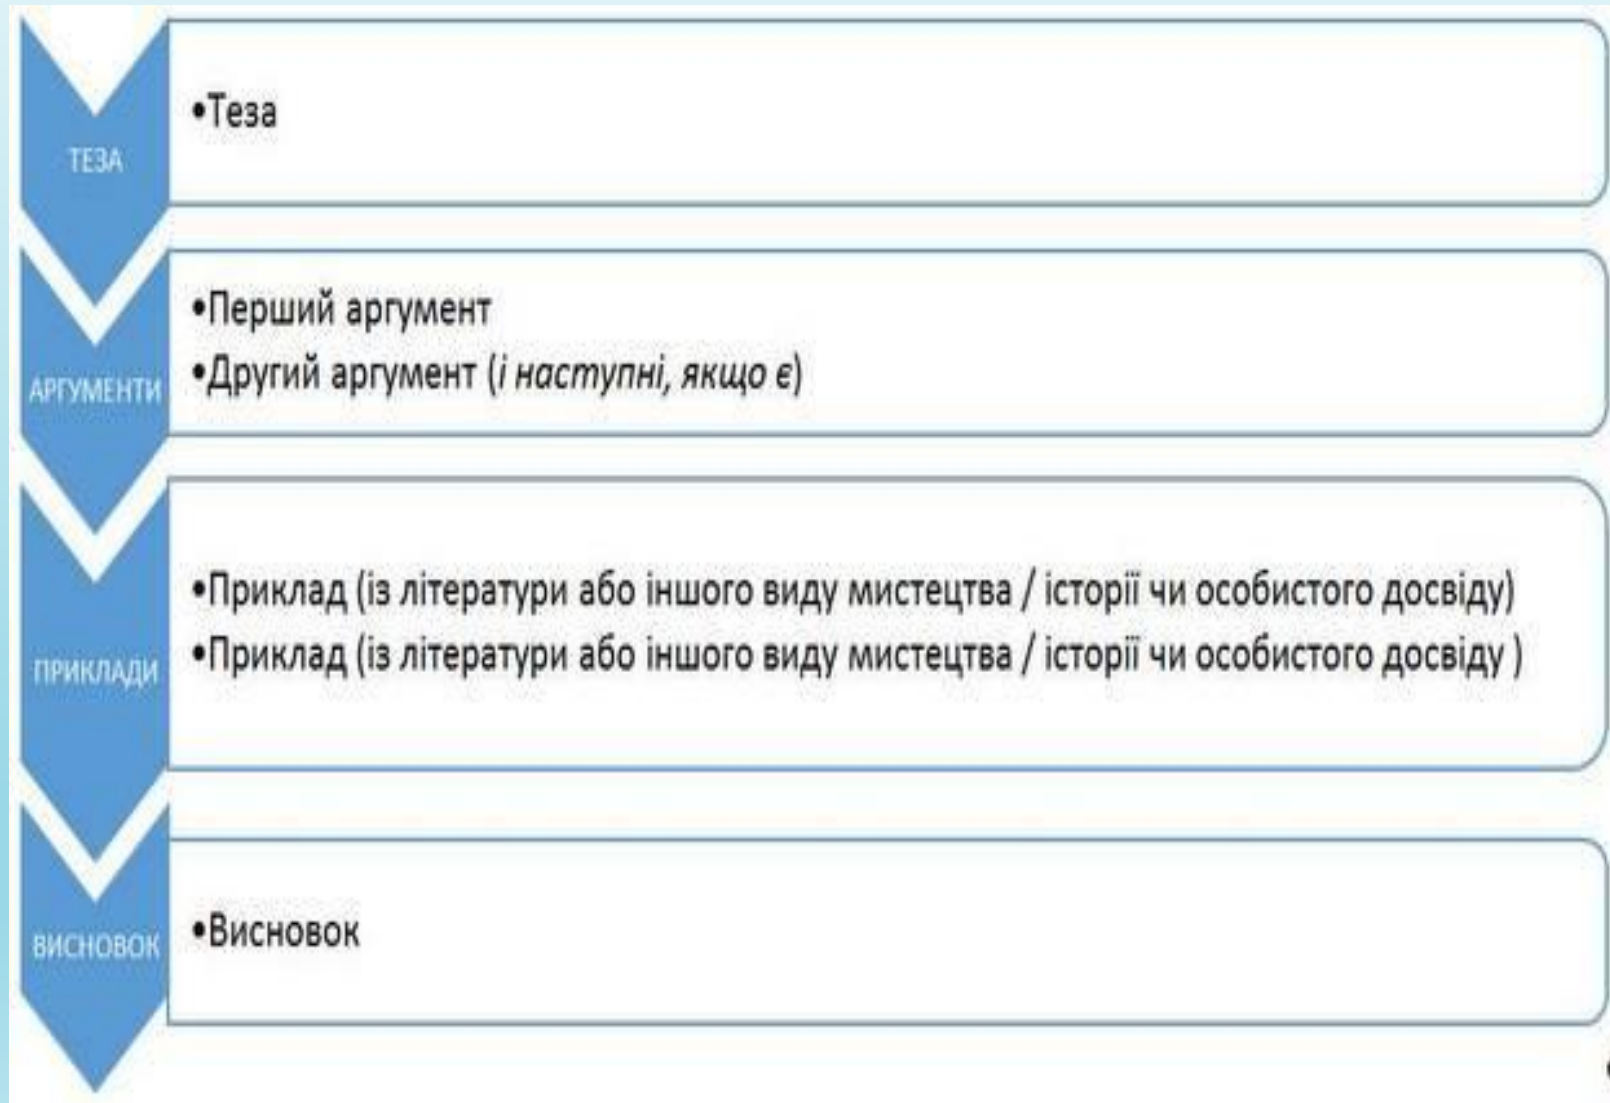 ТЕЗА
•Теза
АРГУМЕНТИ
•Перший аргумент
•Другий аргумент (і наступні, якщо є)
ПРИКЛАДИ
•Приклад (із літератури або іншого виду мистецтва / історії чи особистого досвіду)
•Приклад (із літератури або іншого виду мистецтва / історії чи особистого досвіду )
ВИСНОВОК
•Висновок